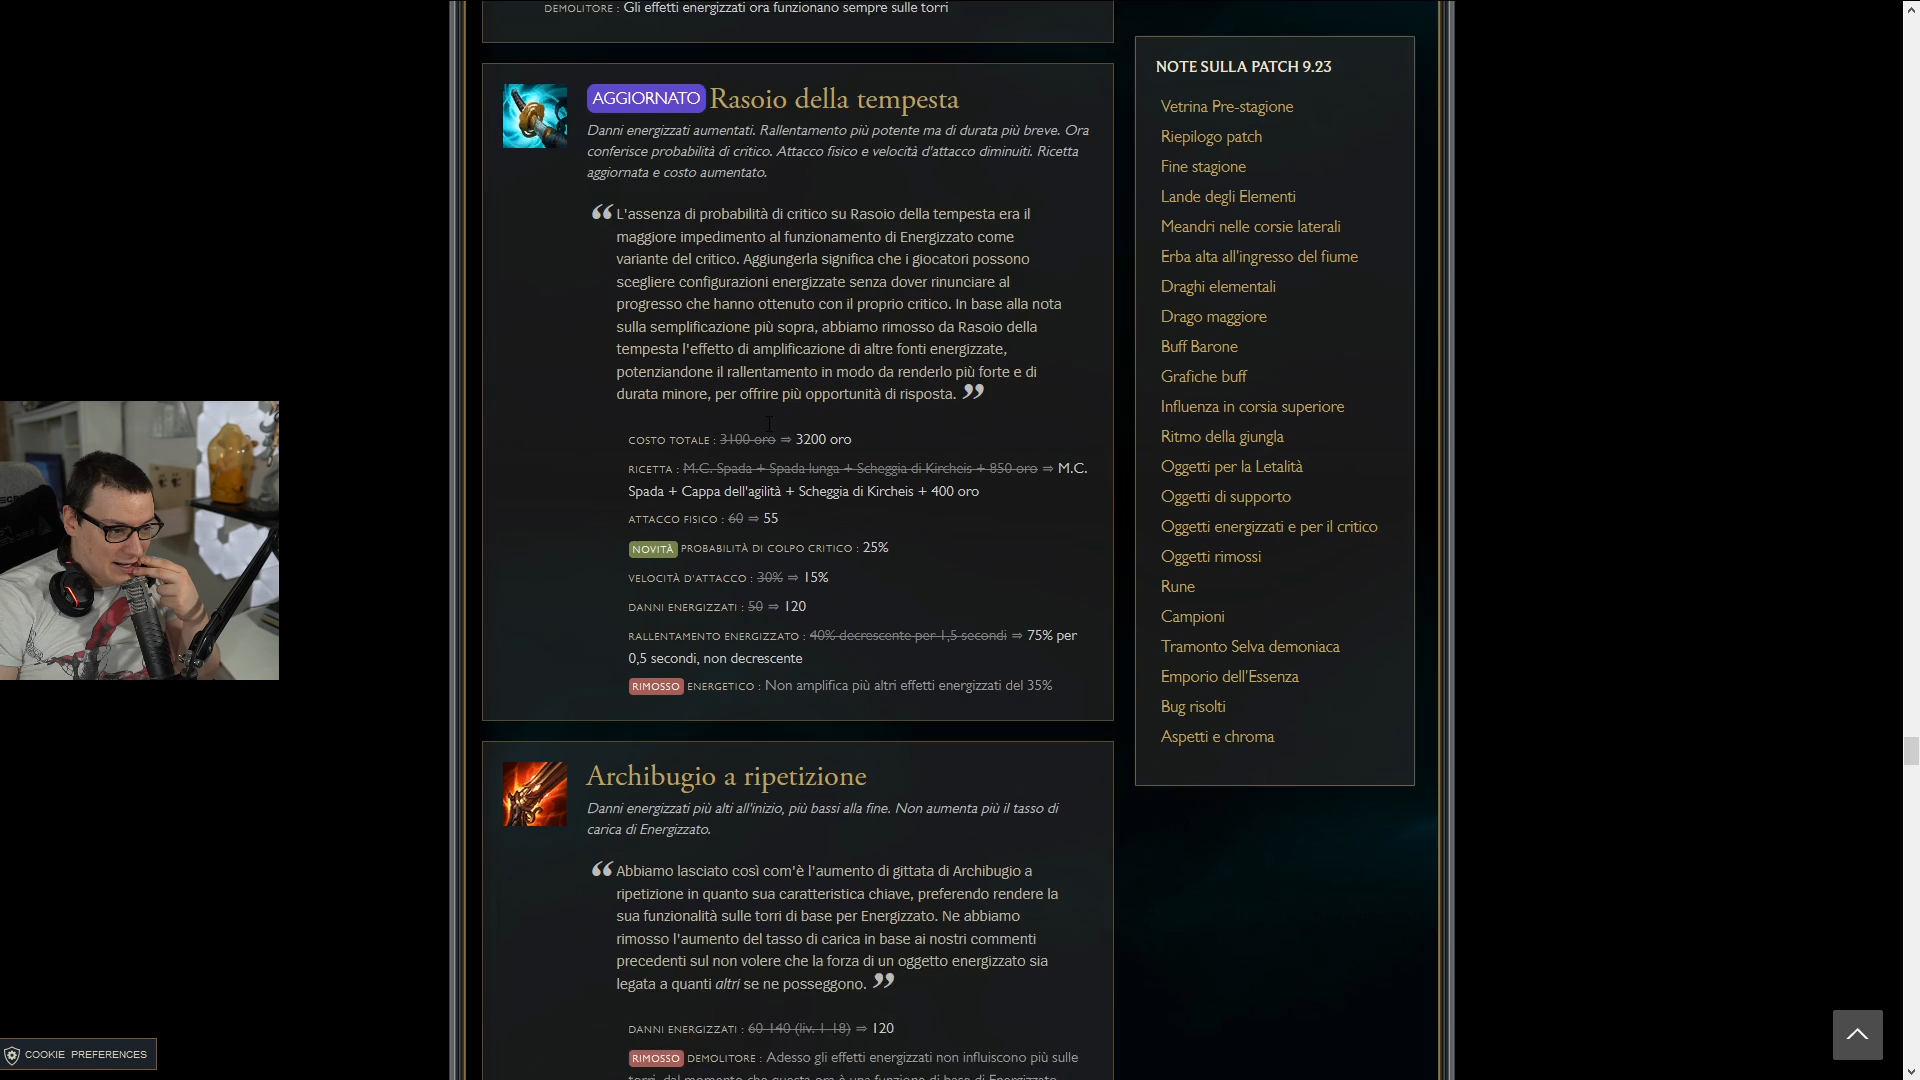 DEMOLITORE : Gli effetti energizzati ora funzionano sempre sulle torri
AGGIORNATO Rasoio della tempesta
Danni energizzati aumentati. Rallentamento più potente ma di durata più breve. Ora
conferisce probabilità di critico. Attacco fisico e velocità d'attacco diminuiti. Ricetta
aggiornata e costo aumentato.
“ L'assenza di probabilità di critico su Rasoio della tempesta era il
maggiore impedimento al funzionamento di Energizzato come
variante del critico. Aggiungerla significa che i giocatori possono
scegliere configurazioni energizzate senza dover rinunciare al
progresso che hanno ottenuto con il proprio critico. In base alla nota
sulla semplificazione più sopra, abbiamo rimosso da Rasoio della
tempesta l'effetto di amplificazione di altre fonti energizzate,
potenziandone il rallentamento in modo da renderlo più forte e di
durata minore, per offrire più opportunità di risposta. ”
COSTO TOTALE : 3100 oro ⇒ 3200 oro
RICETTA : M.C. Spada + Spada lunga + Scheggia di Kircheis + 850 oro ⇒ M.C.
Spada + Cappa dell'agilità + Scheggia di Kircheis + 400 oro
ATTACCO FISICO : 60 ⇒ 55
NOVITÀ PROBABILITÀ DI COLPO CRITICO : 25%
VELOCITÀ D'ATTACCO : 30% ⇒ 15%
DANNI ENERGIZZATI : 50 ⇒ 120
RALLENTAMENTO ENERGIZZATO : 40% decrescente per 1,5 secondi ⇒ 75% per
0,5 secondi, non decrescente
RIMOSSO ENERGETICO : Non amplifica più altri effetti energizzati del 35%
Archibugio a ripetizione
Danni energizzati più alti all'inizio, più bassi alla fine. Non aumenta più il tasso di
carica di Energizzato.
“ Abbiamo lasciato così com'è l'aumento di gittata di Archibugio a
ripetizione in quanto sua caratteristica chiave, preferendo rendere la
sua funzionalità sulle torri di base per Energizzato. Ne abbiamo
rimosso l'aumento del tasso di carica in base ai nostri commenti
precedenti sul non volere che la forza di un oggetto energizzato sia
legata a quanti altri se ne posseggono. ”
DANNI ENERGIZZATI : 60-140 (liv. 1-18) ⇒ 120
RIMOSSO DEMOLITORE : Adesso gli effetti energizzati non influiscono più sulle
torri, dal momento che questa ora è una funzione di base di Energizzato
NOTE SULLA PATCH 9.23
Vetrina Pre-stagione
Riepilogo patch
Fine stagione
Lande degli Elementi
Meandri nelle corsie laterali
Erba alta all'ingresso del fiume
Draghi elementali
Drago maggiore
Buff Barone
Grafiche buff
Influenza in corsia superiore
Ritmo della giungla
Oggetti per la Letalità
Oggetti di supporto
Oggetti energizzati e per il critico
Oggetti rimossi
Rune
Campioni
Tramonto Selva demoniaca
Emporio dell'Essenza
Bug risolti
Aspetti e chroma
COOKIE PREFERENCES